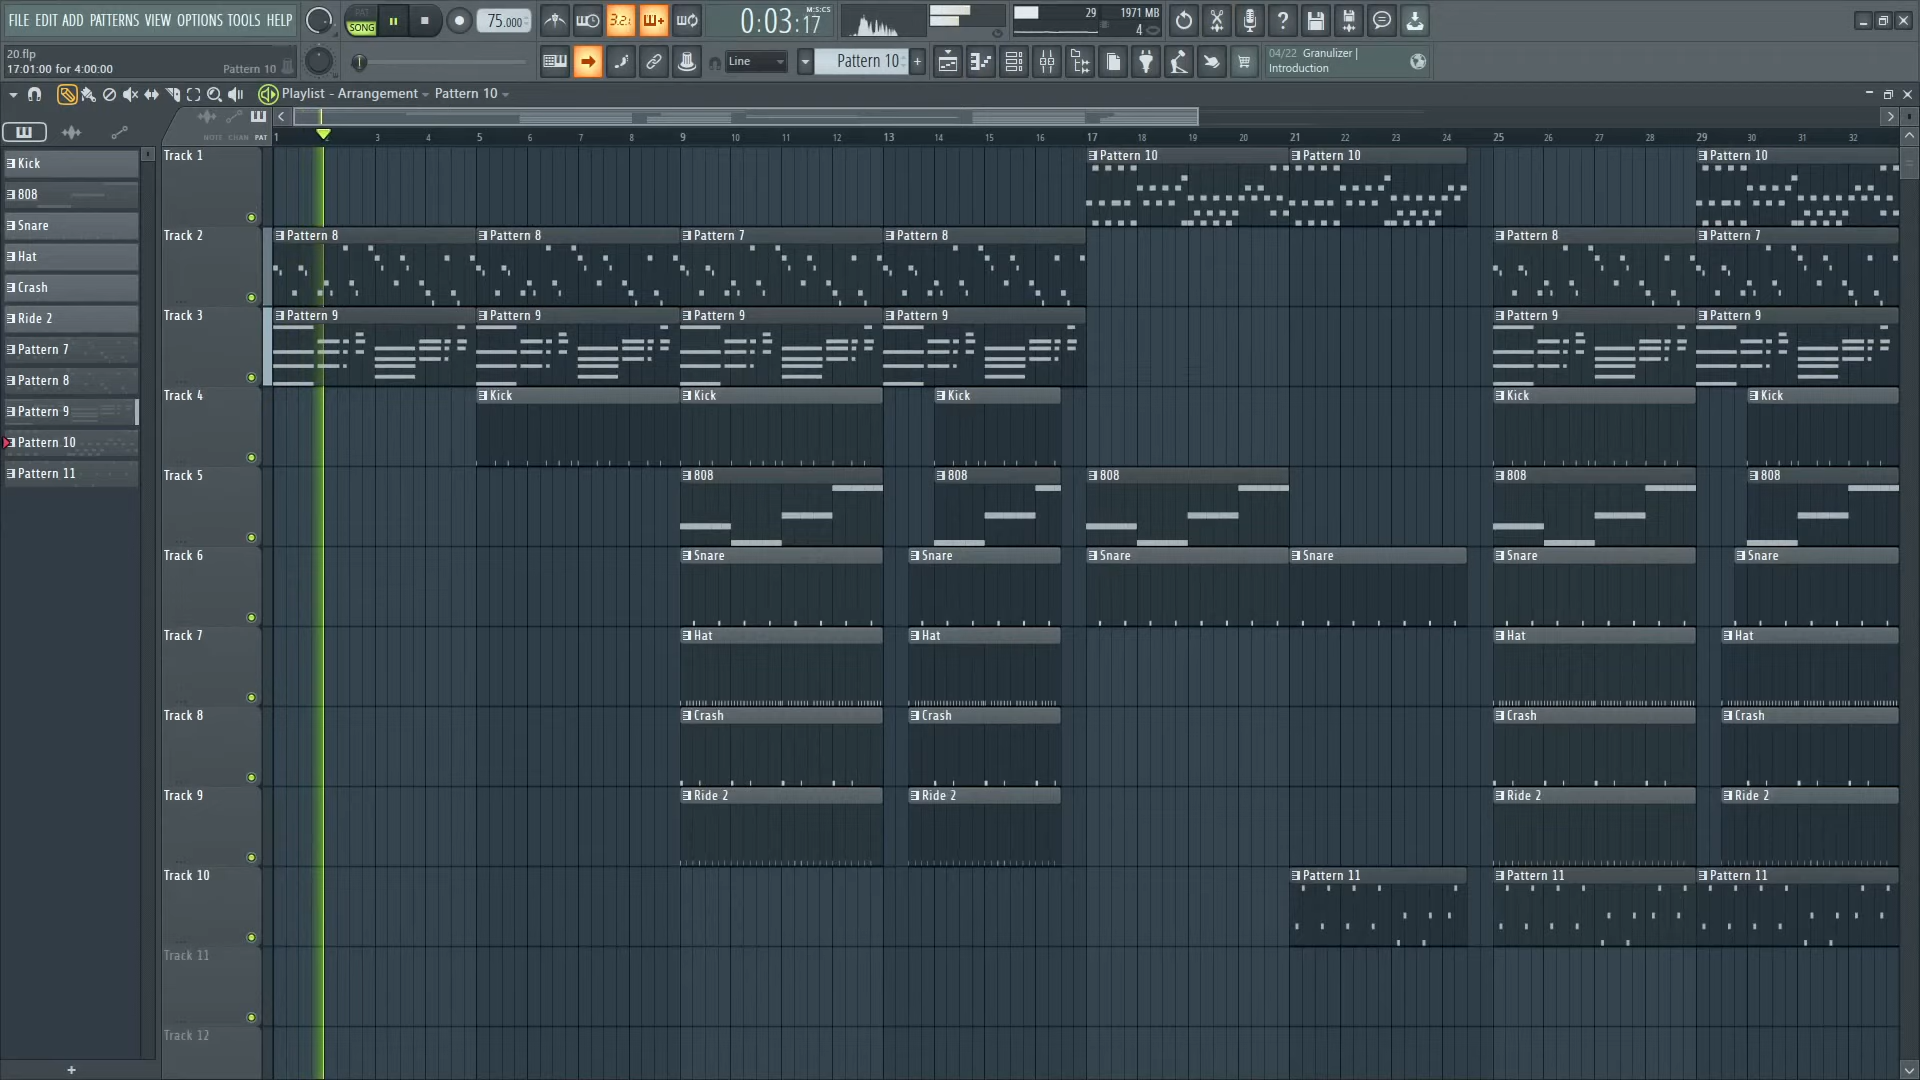 FILE EDIT ADD PATTERNS VIEW OPTIONS TOOLS HELP
PAT
SONG
75.000
3.2.
0:03:17
M:S:CS
29
1971 MB
4
20.flp
17:01:00 for 4:00:00
Pattern 10
Line
Pattern 10
04/22 Granulizer |
Introduction
Playlist - Arrangement
Pattern 10
NOTE CHAN PAT
1 3 4 5 6 7 8 9 10 11 12 13 14 15 16 17 18 19 20 21 22 23 24 25 26 27 28 29 30 31 32
Kick
808
Snare
Hat
Crash
Ride 2
Pattern 7
Pattern 8
Pattern 9
Pattern 10
Pattern 11
+
Track 1
Pattern 10 Pattern 10 Pattern 10
Track 2
Pattern 8 Pattern 8 Pattern 7 Pattern 8 Pattern 8 Pattern 7
Track 3
Pattern 9 Pattern 9 Pattern 9 Pattern 9 Pattern 9 Pattern 9
Track 4
Kick Kick Kick Kick Kick
Track 5
808 808 808 808 808
Track 6
Snare Snare Snare Snare Snare Snare
Track 7
Hat Hat Hat Hat
Track 8
Crash Crash Crash Crash
Track 9
Ride 2 Ride 2 Ride 2 Ride 2
Track 10
Pattern 11 Pattern 11 Pattern 11
Track 11
Track 12